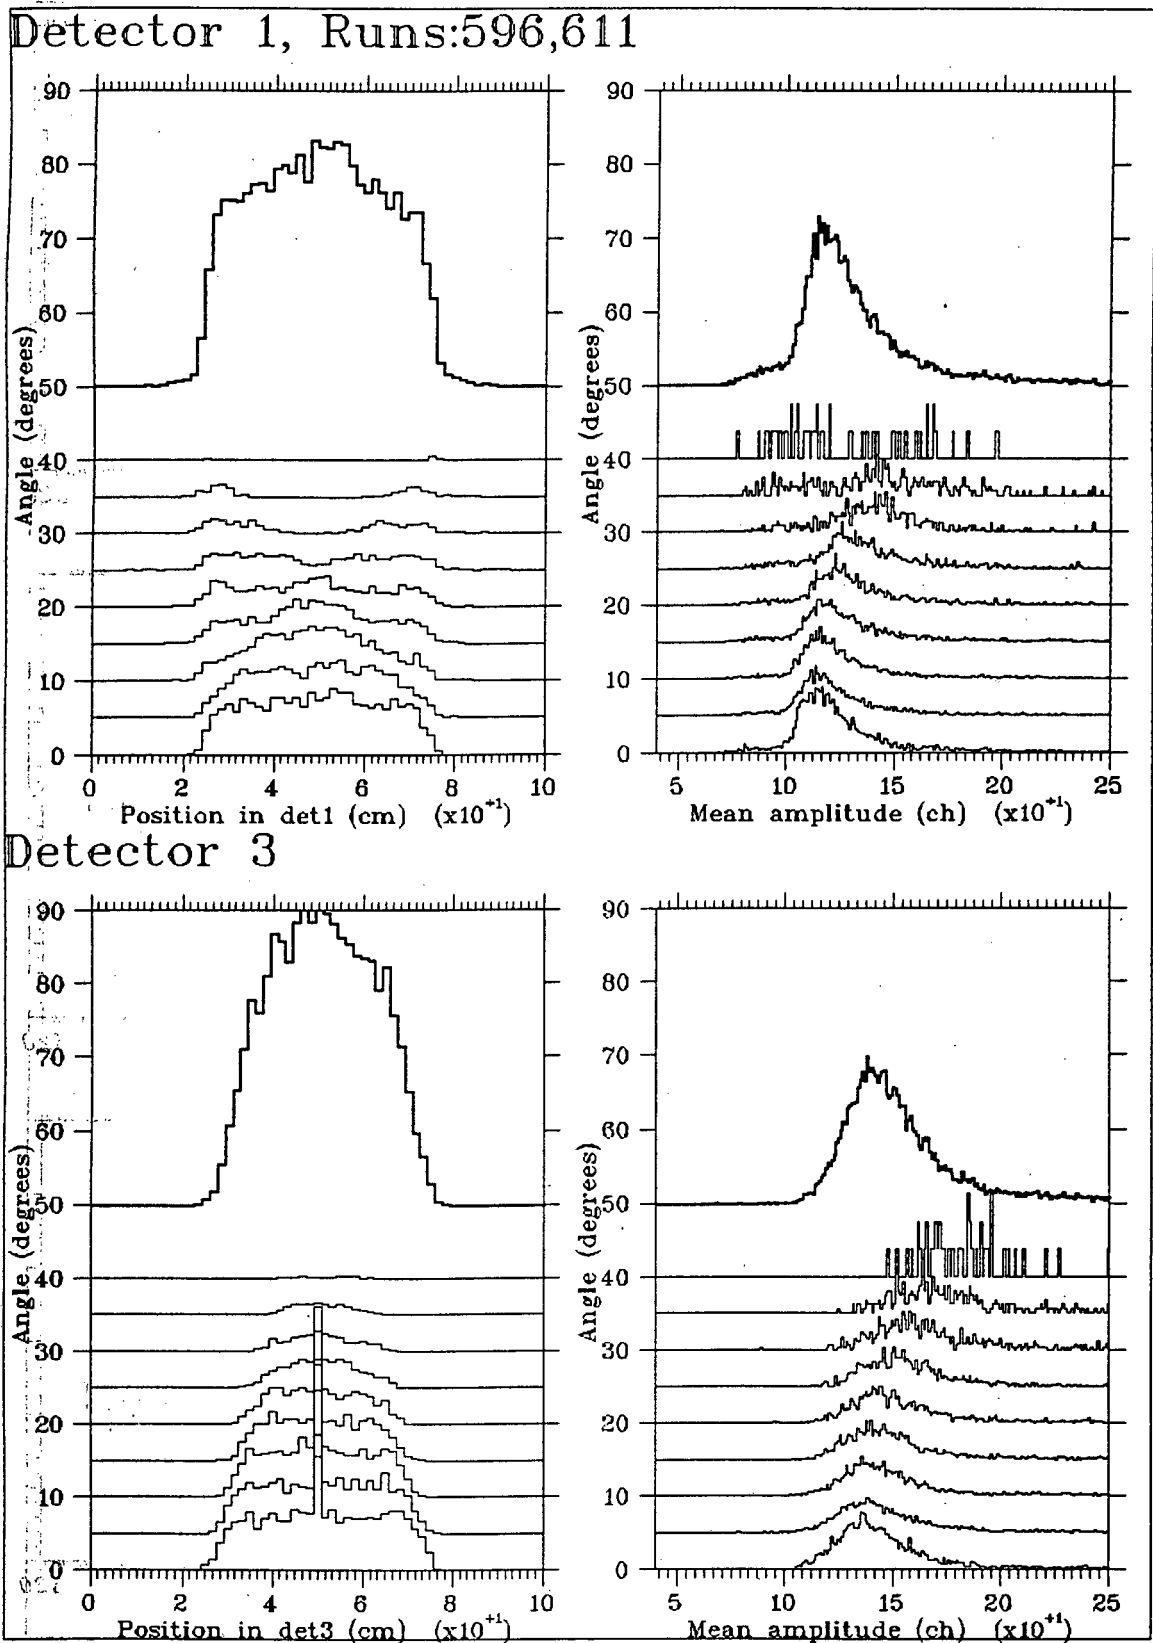 Detector 1, Runs:596,611
90 80 70 60 50 40 30 20 10 0
Angle (degrees)
0 2 4 6 8 10
Position in det1 (cm) (x10⁺¹)
90 80 70 60 50 40 30 20 10 0
Angle (degrees)
5 10 15 20 25
Mean amplitude (ch) (x10⁺¹)
Detector 3
90 80 70 60 50 40 30 20 10 0
Angle (degrees)
0 2 4 6 8 10
Position in det3 (cm) (x10⁺¹)
90 80 70 60 50 40 30 20 10 0
Angle (degrees)
5 10 15 20 25
Mean amplitude (ch) (x10⁺¹)